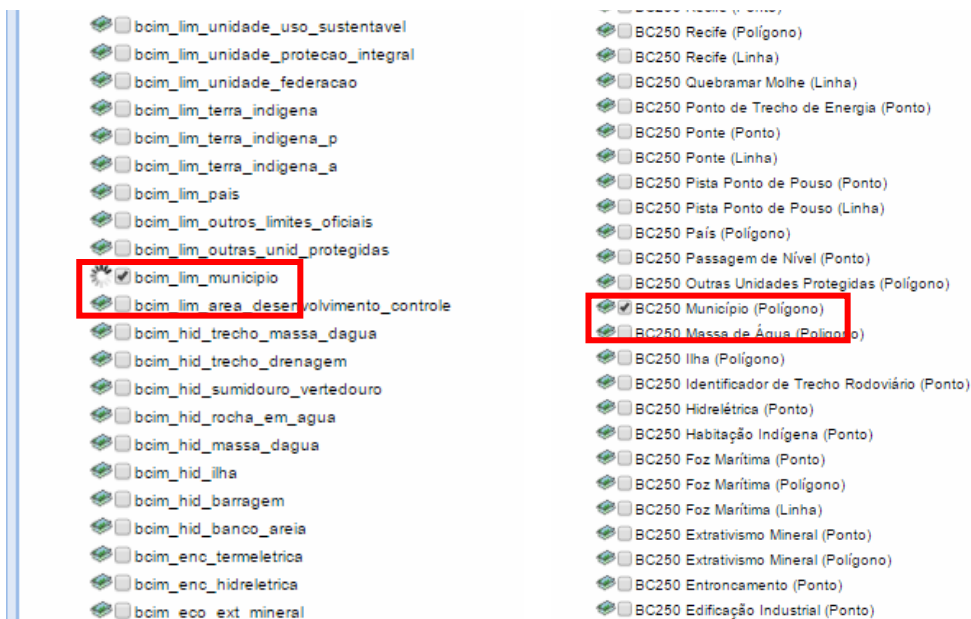 bcim_lim_unidade_uso_sustentavel
bcim_lim_unidade_protecao_integral
bcim_lim_unidade_federacao
bcim_lim_terra_indigena
bcim_lim_terra_indigena_p
bcim_lim_terra_indigena_a
bcim_lim_pais
bcim_lim_outros_limites_oficiais
bcim_lim_outras_unid_protegidas
bcim_lim_municipio
bcim_lim_area_desenvolvimento_controle
bcim_hid_trecho_massa_dagua
bcim_hid_trecho_drenagem
bcim_hid_sumidouro_vertedouro
bcim_hid_rocha_em_agua
bcim_hid_massa_dagua
bcim_hid_ilha
bcim_hid_barragem
bcim_hid_banco_areia
bcim_enc_termeletrica
bcim_enc_hidreletrica
bcim_eco_ext_mineral
BC250 Recife (Ponto)
BC250 Recife (Polígono)
BC250 Recife (Linha)
BC250 Quebramar Molhe (Linha)
BC250 Ponto de Trecho de Energia (Ponto)
BC250 Ponte (Ponto)
BC250 Ponte (Linha)
BC250 Pista Ponto de Pouso (Ponto)
BC250 Pista Ponto de Pouso (Linha)
BC250 País (Polígono)
BC250 Passagem de Nível (Ponto)
BC250 Outras Unidades Protegidas (Polígono)
BC250 Município (Polígono)
BC250 Massa de Água (Poligono)
BC250 Ilha (Polígono)
BC250 Identificador de Trecho Rodoviário (Ponto)
BC250 Hidrelétrica (Ponto)
BC250 Habitação Indígena (Ponto)
BC250 Foz Marítima (Ponto)
BC250 Foz Marítima (Polígono)
BC250 Foz Marítima (Linha)
BC250 Extrativismo Mineral (Ponto)
BC250 Extrativismo Mineral (Polígono)
BC250 Entroncamento (Ponto)
BC250 Edificação Industrial (Ponto)